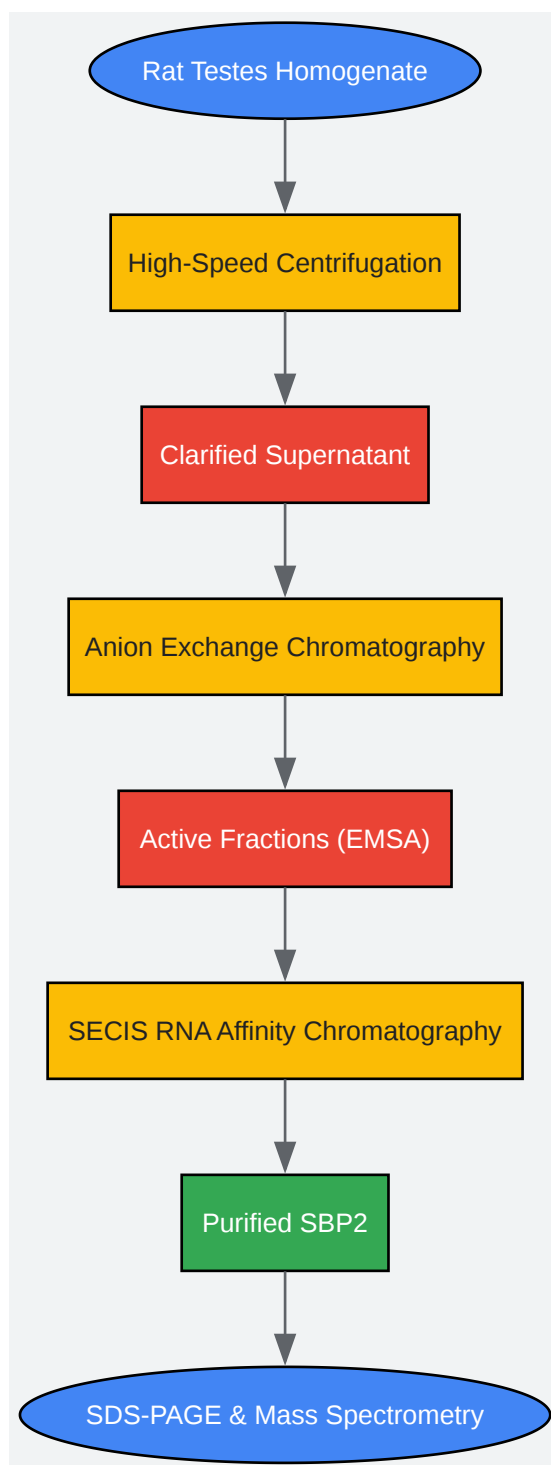 Rat Testes Homogenate
High-Speed Centrifugation
Clarified Supernatant
Anion Exchange Chromatography
Active Fractions (EMSA)
SECIS RNA Affinity Chromatography
Purified SBP2
SDS-PAGE & Mass Spectrometry